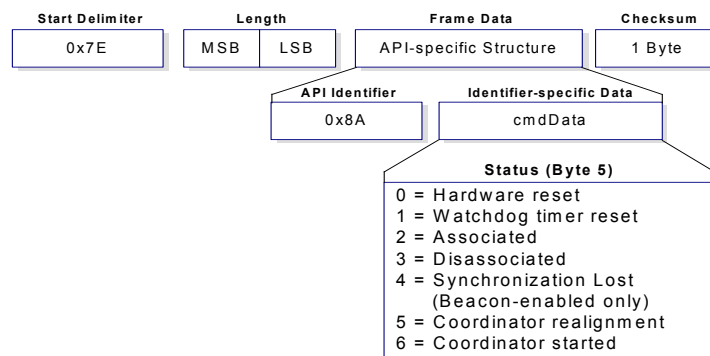 Start Delimiter Length Frame Data Checksum
0x7E MSB LSB API-specific Structure 1 Byte
API Identifier Identifier-specific Data
0x8A cmdData
Status (Byte 5)
0 = Hardware reset
1 = Watchdog timer reset
2 = Associated
3 = Disassociated
4 = Synchronization Lost
(Beacon-enabled only)
5 = Coordinator realignment
6 = Coordinator started